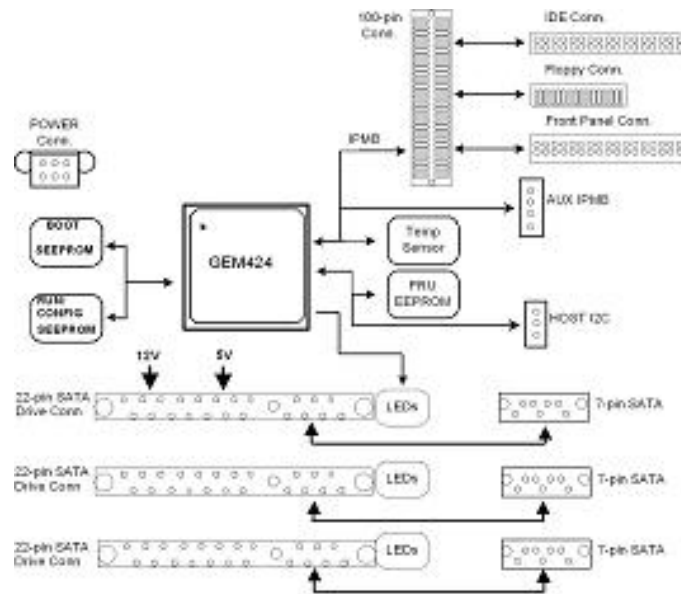 100-pin
Conn.
IDE Conn.
Floppy Conn.
Front Panel Conn.
POWER
Conn.
IPMB
AUX IPMB
BOOT
SEEPROM
GEM424
Temp
Sensor
FRU
EEPROM
RUN
CONFIG
SEEPROM
HOST I2C
12V
5V
22-pin SATA
Drive Conn
LEDs
7-pin SATA
22-pin SATA
Drive Conn
LEDs
7-pin SATA
22-pin SATA
Drive Conn
LEDs
7-pin SATA